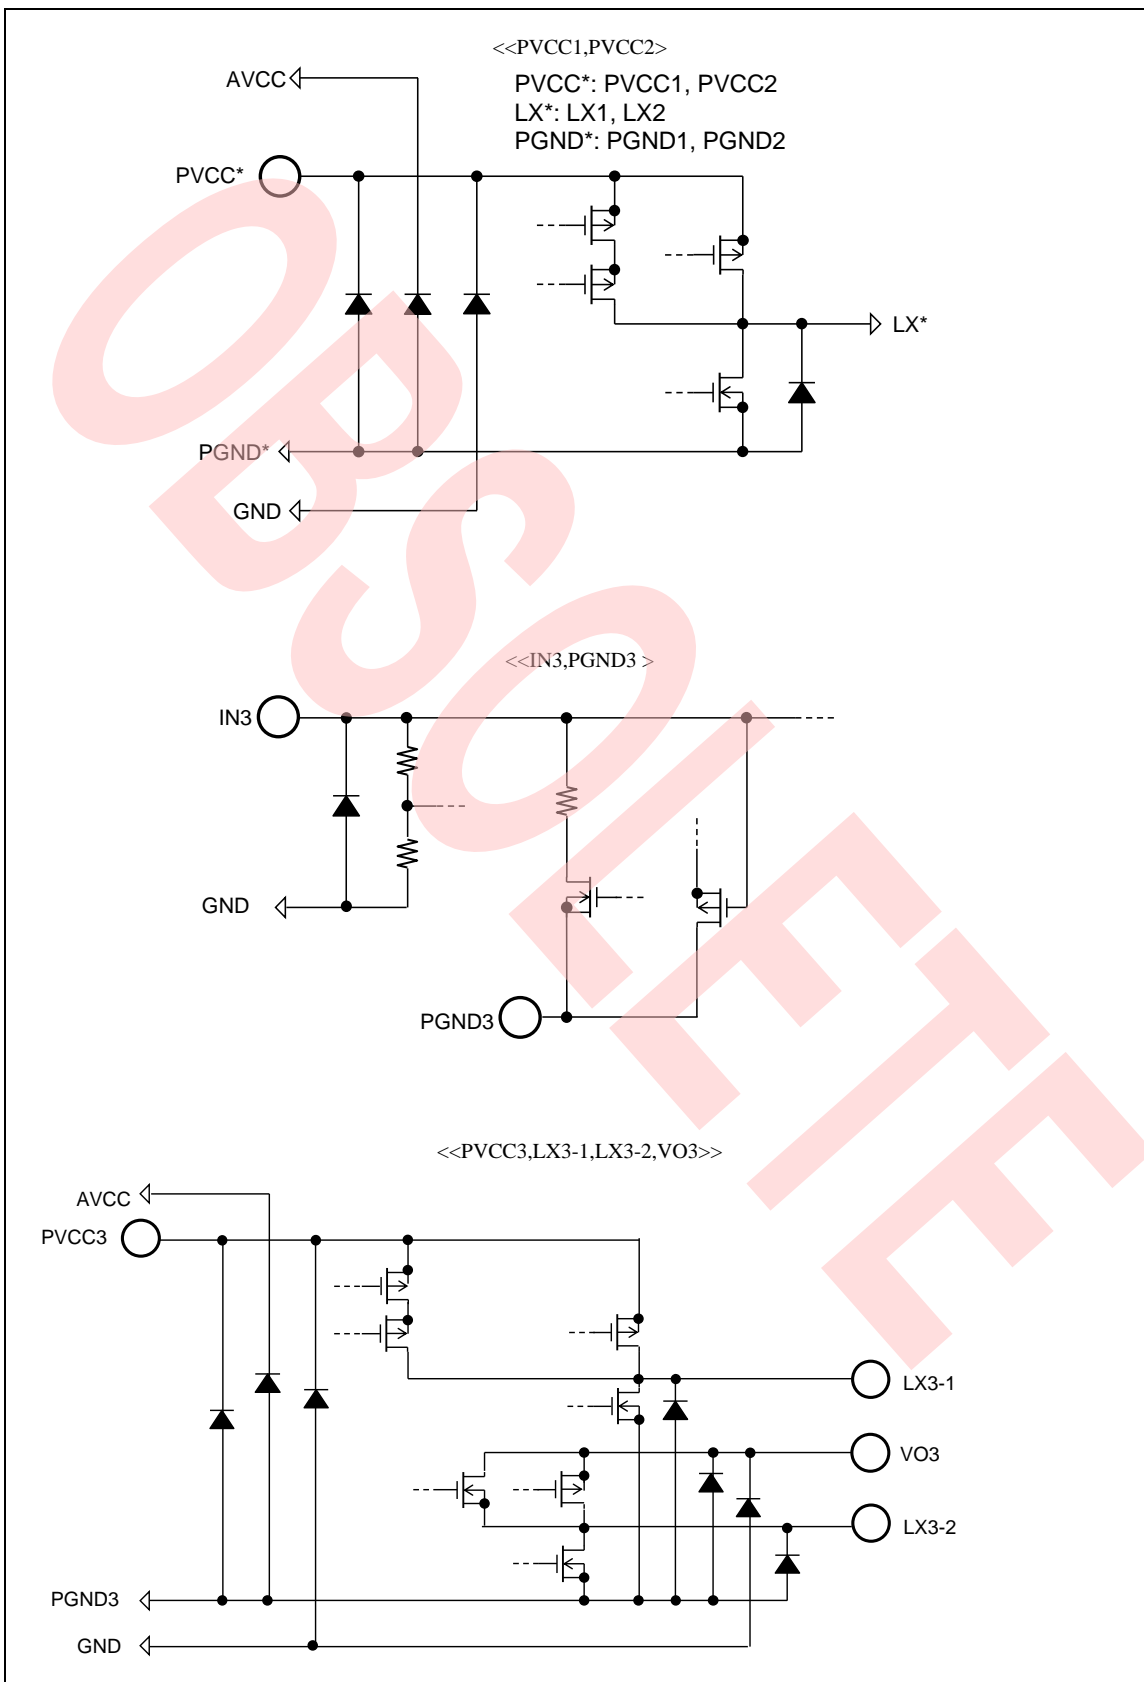 <<PVCC1,PVCC2>
AVCC
PVCC*: PVCC1, PVCC2
LX*: LX1, LX2
PGND*: PGND1, PGND2
PVCC*
LX*
PGND*
GND
<<IN3,PGND3 >
IN3
GND
PGND3
<<PVCC3,LX3-1,LX3-2,VO3>>
AVCC
PVCC3
LX3-1
VO3
LX3-2
PGND3
GND
OBSOLETE